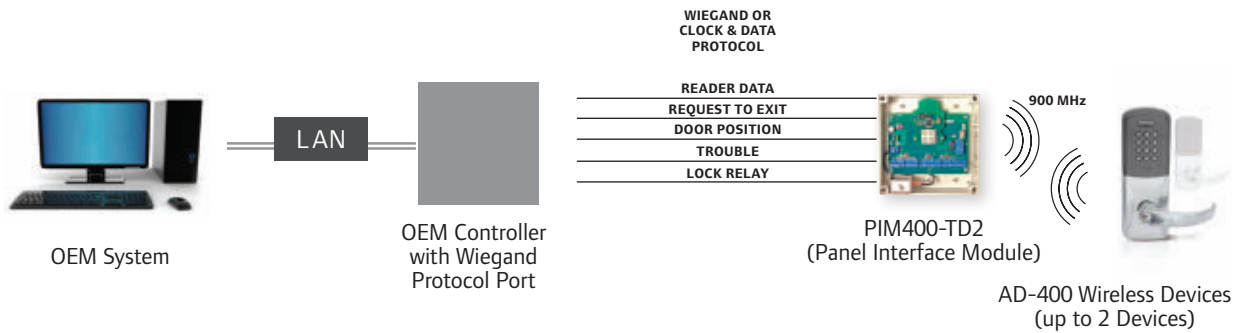 WIEGAND OR
CLOCK & DATA
PROTOCOL
READER DATA
REQUEST TO EXIT
DOOR POSITION
TROUBLE
LOCK RELAY
900 MHz
LAN
OEM System
OEM Controller
with Wiegand
Protocol Port
PIM400-TD2
(Panel Interface Module)
AD-400 Wireless Devices
(up to 2 Devices)